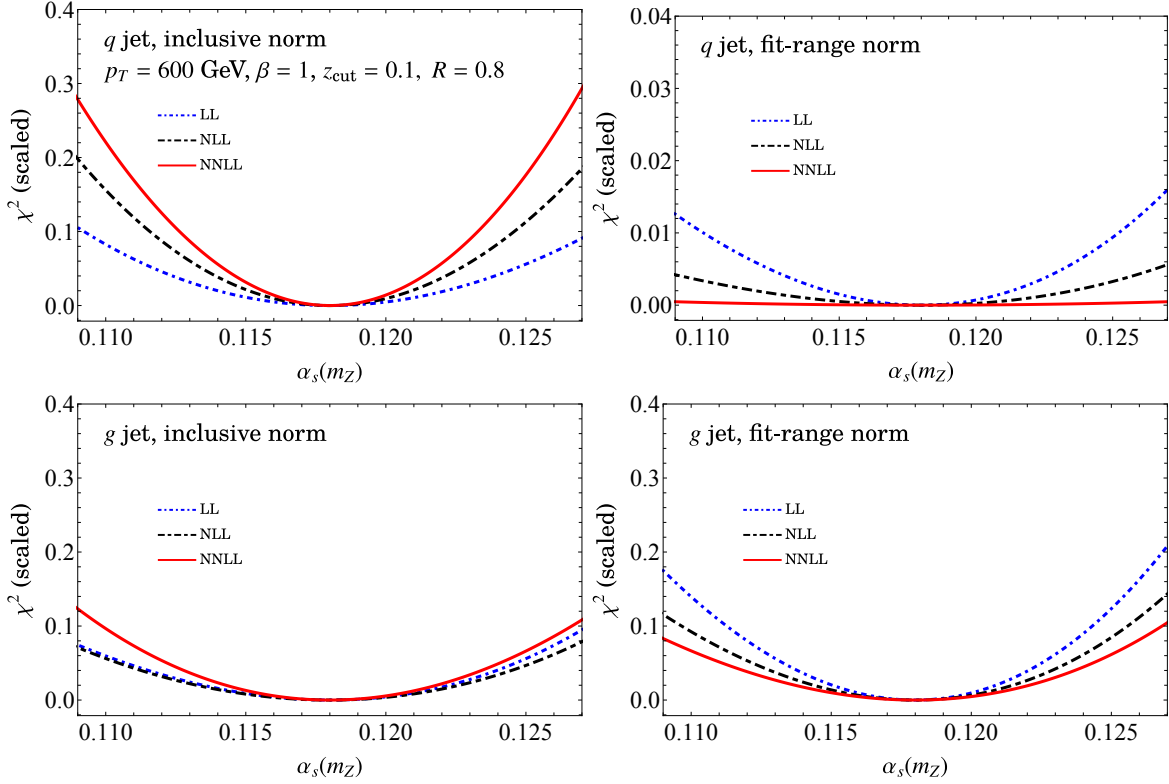 q jet, inclusive norm
p_T = 600 GeV, β = 1, z_cut = 0.1, R = 0.8
LL
NLL
NNLL
0.4
0.3
0.2
0.1
0.0
χ² (scaled)
0.110 0.115 0.120 0.125
α_s(m_Z)
q jet, fit-range norm
LL
NLL
NNLL
0.04
0.03
0.02
0.01
0.00
χ² (scaled)
0.110 0.115 0.120 0.125
α_s(m_Z)
g jet, inclusive norm
LL
NLL
NNLL
0.4
0.3
0.2
0.1
0.0
χ² (scaled)
0.110 0.115 0.120 0.125
α_s(m_Z)
g jet, fit-range norm
LL
NLL
NNLL
0.4
0.3
0.2
0.1
0.0
χ² (scaled)
0.110 0.115 0.120 0.125
α_s(m_Z)